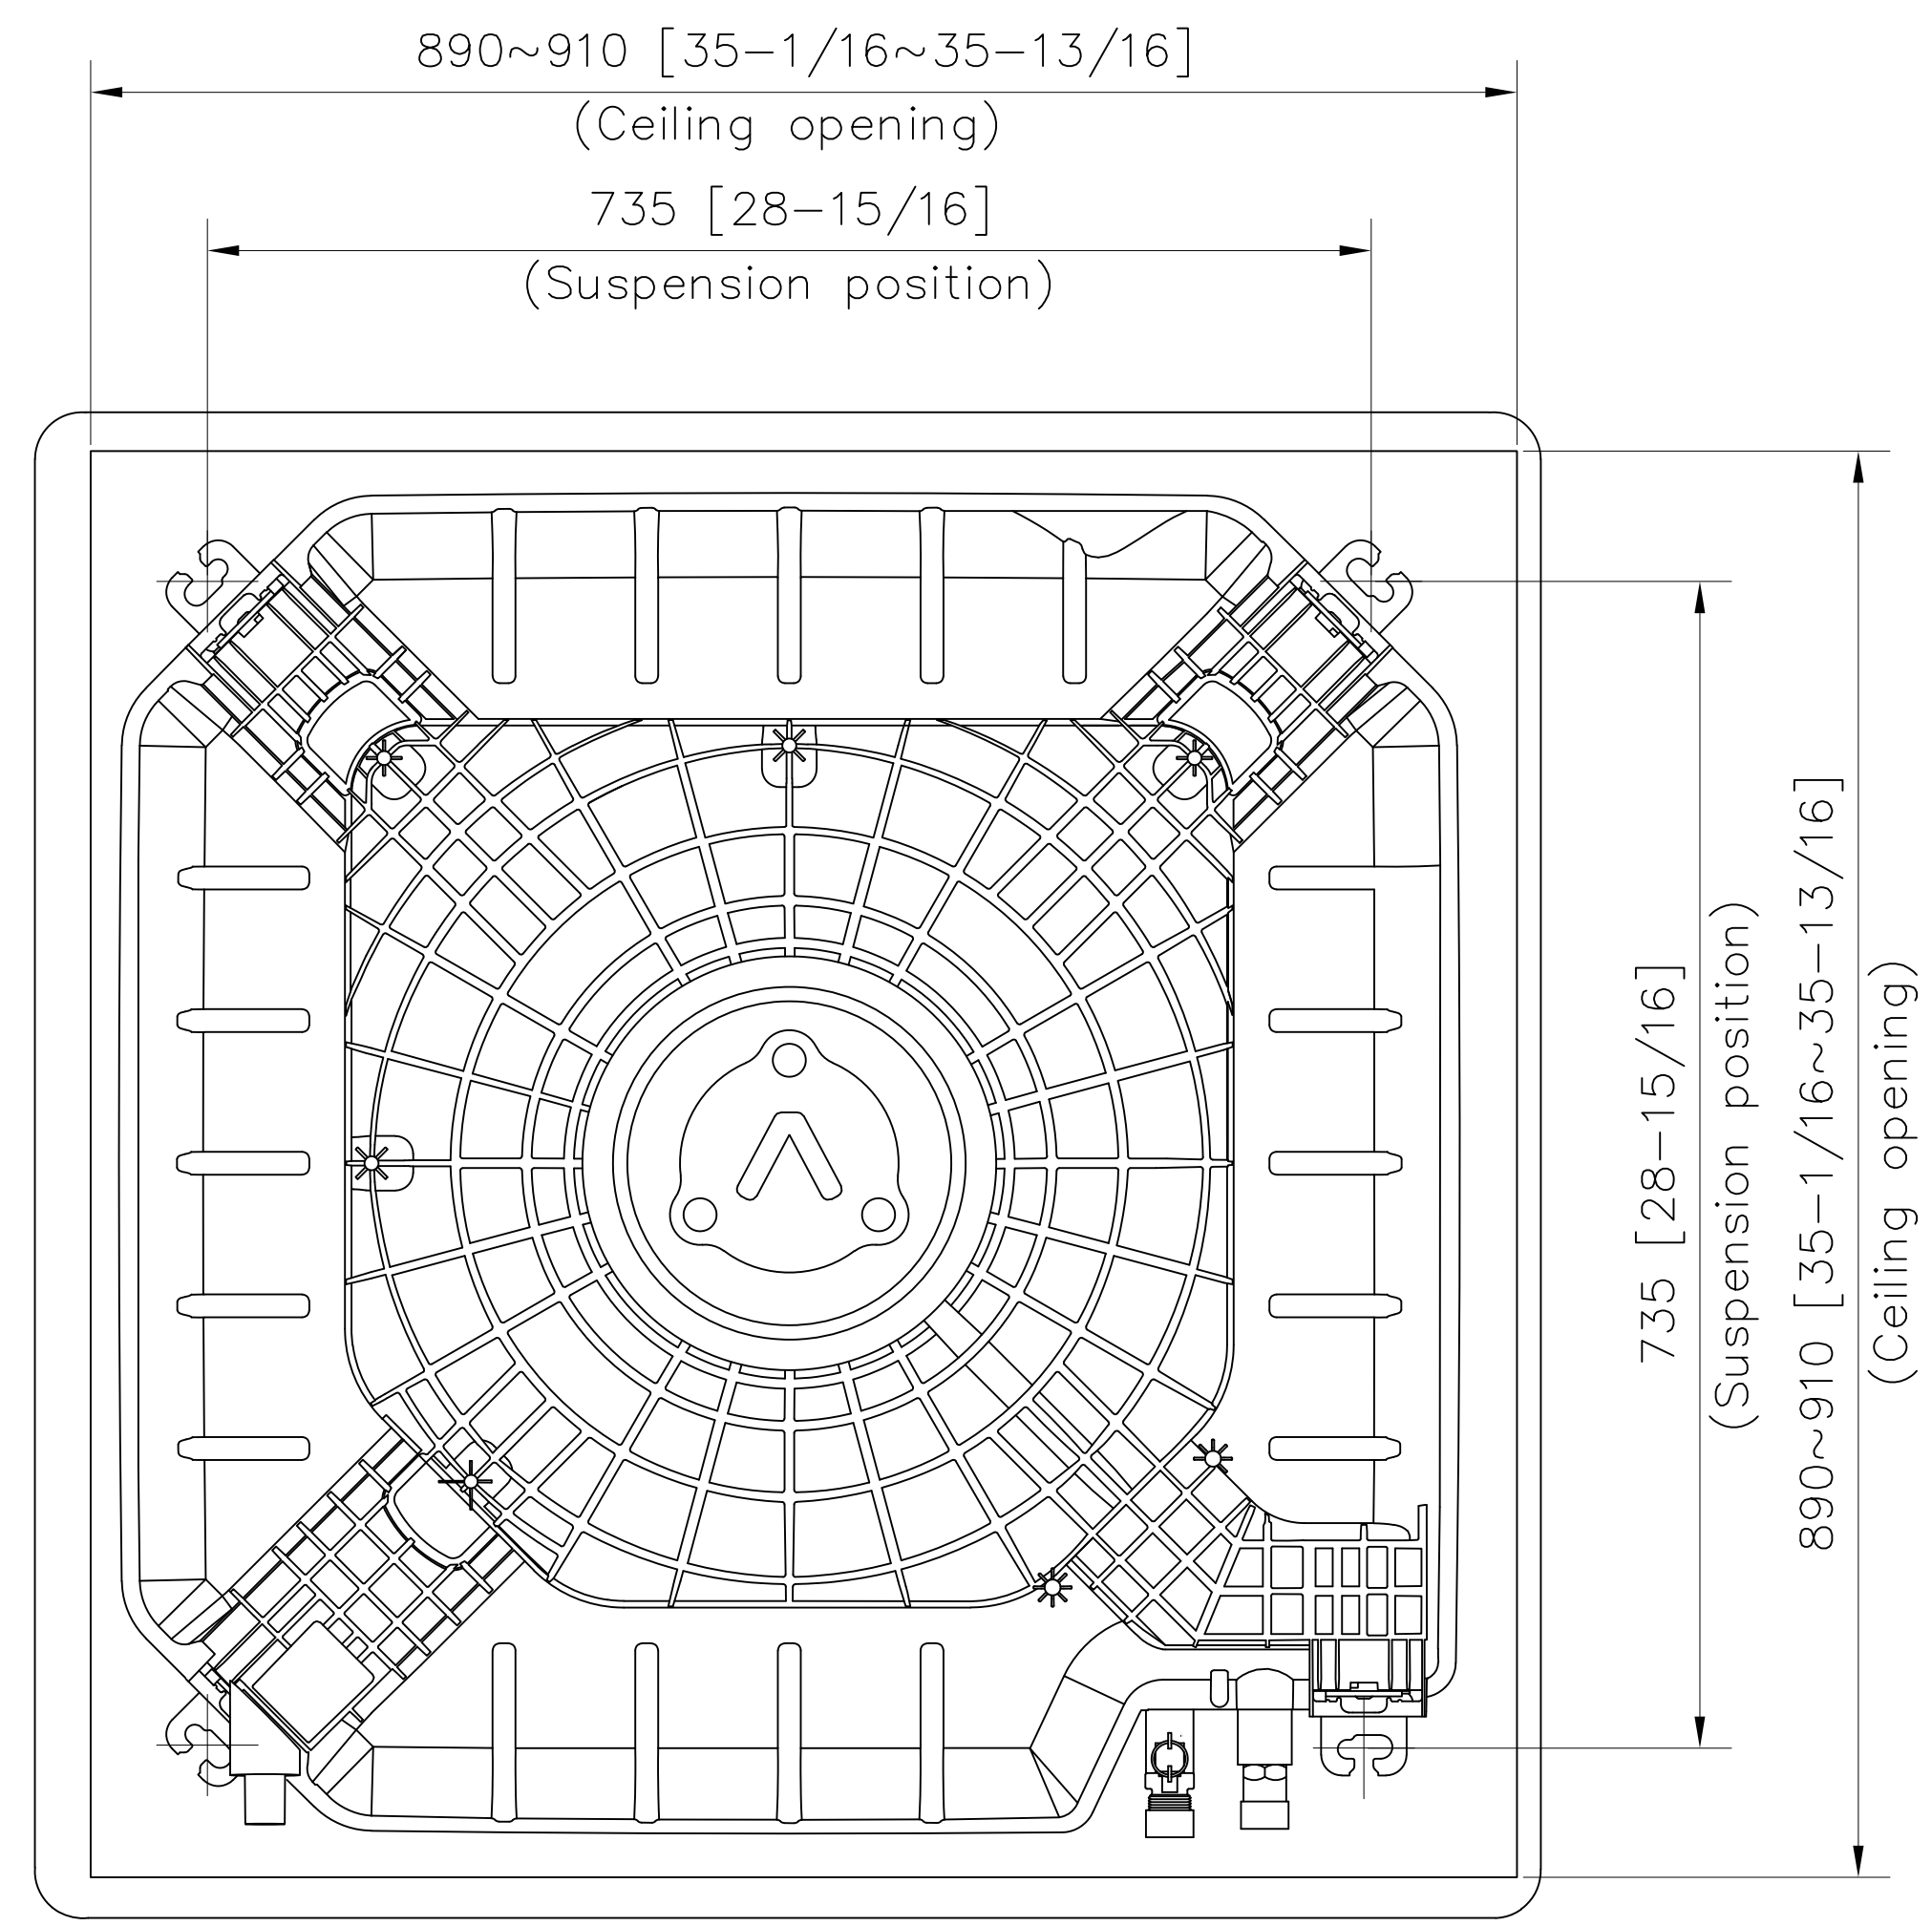 890~910 [35-1/16~35-13/16]
(Ceiling opening)
735 [28-15/16]
(Suspension position)
735 [28-15/16]
(Suspension position)
890~910 [35-1/16~35-13/16]
(Ceiling opening)